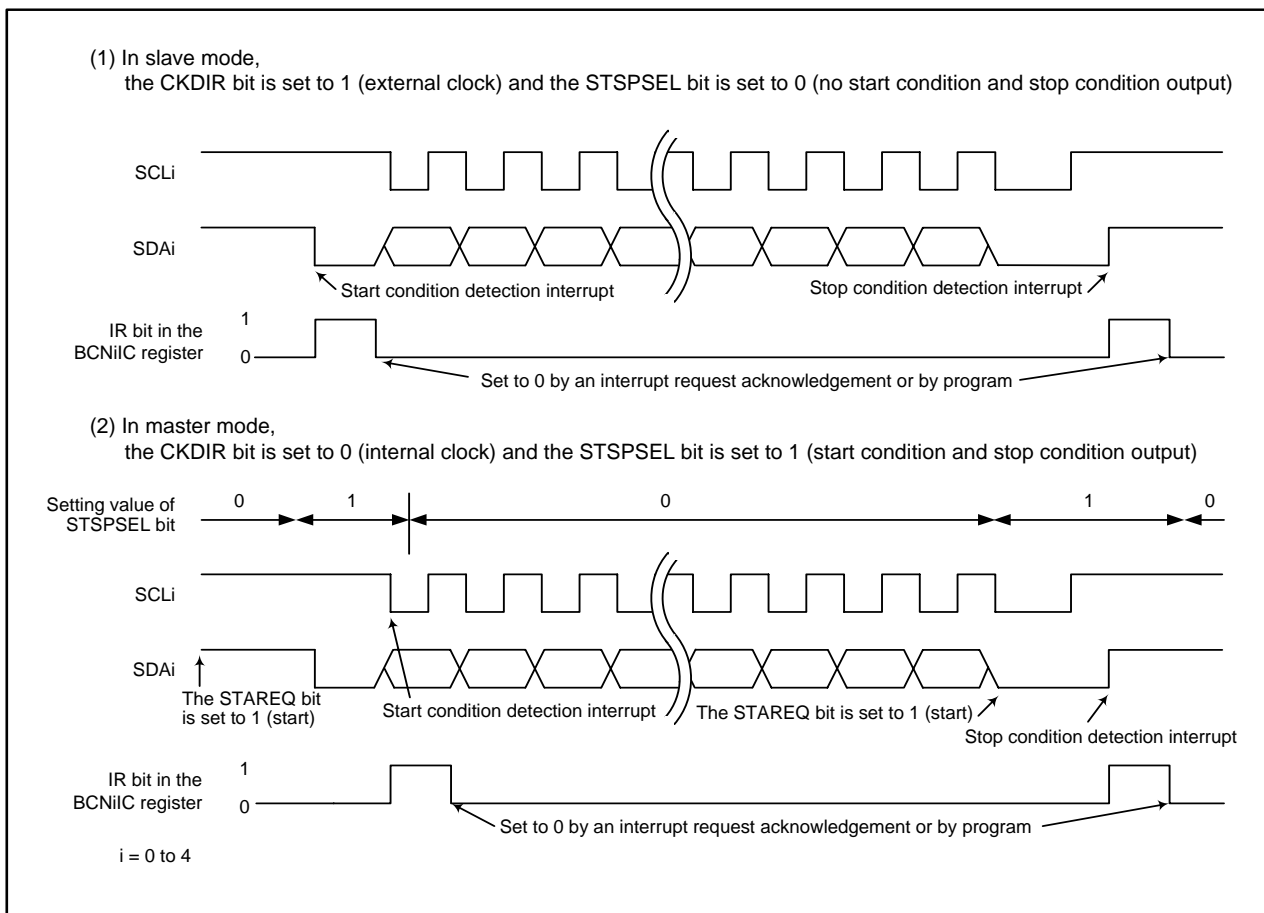 (1) In slave mode,
the CKDIR bit is set to 1 (external clock) and the STSPSEL bit is set to 0 (no start condition and stop condition output)
SCLi
SDAi
Start condition detection interrupt
Stop condition detection interrupt
IR bit in the
BCNiIC register
1
0
Set to 0 by an interrupt request acknowledgement or by program
(2) In master mode,
the CKDIR bit is set to 0 (internal clock) and the STSPSEL bit is set to 1 (start condition and stop condition output)
Setting value of
STSPSEL bit
0
1
0
1
0
SCLi
SDAi
The STAREQ bit
is set to 1 (start)
Start condition detection interrupt
The STAREQ bit is set to 1 (start)
Stop condition detection interrupt
IR bit in the
BCNiIC register
1
0
Set to 0 by an interrupt request acknowledgement or by program
i = 0 to 4